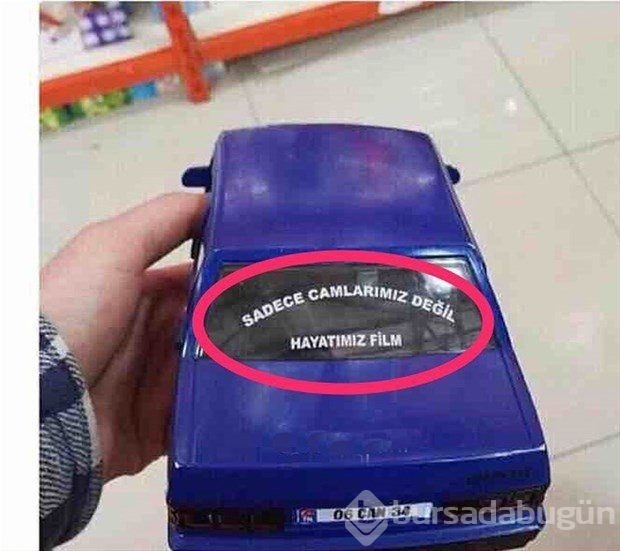 SADECE CAMLARIMIZ DEĞİL
HAYATIMIZ FİLM
06 CAN 34
bursadabugün